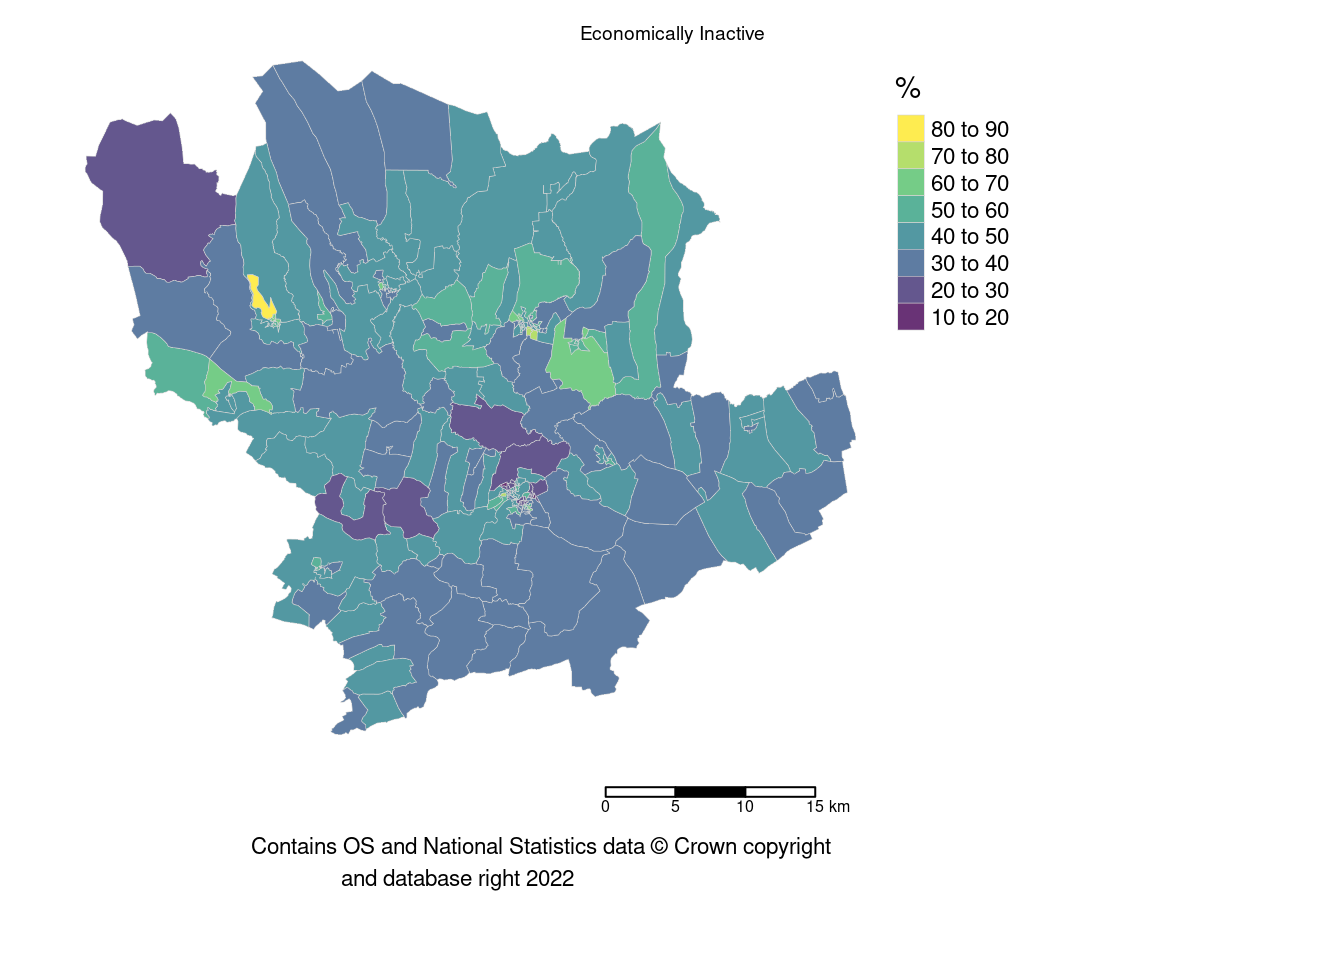 Economically Inactive
%
80 to 90
70 to 80
60 to 70
50 to 60
40 to 50
30 to 40
20 to 30
10 to 20
0 5 10 15 km
Contains OS and National Statistics data © Crown copyright
and database right 2022